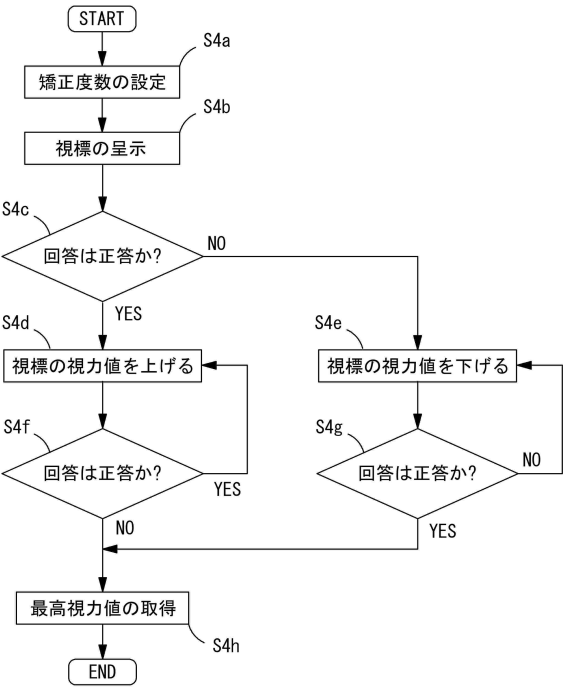 START
S4a
矯正度数の設定
S4b
視標の呈示
S4c
回答は正答か?
NO
YES
S4d
視標の視力値を上げる
S4e
視標の視力値を下げる
S4f
回答は正答か?
YES
NO
S4g
回答は正答か?
NO
YES
最高視力値の取得
S4h
END